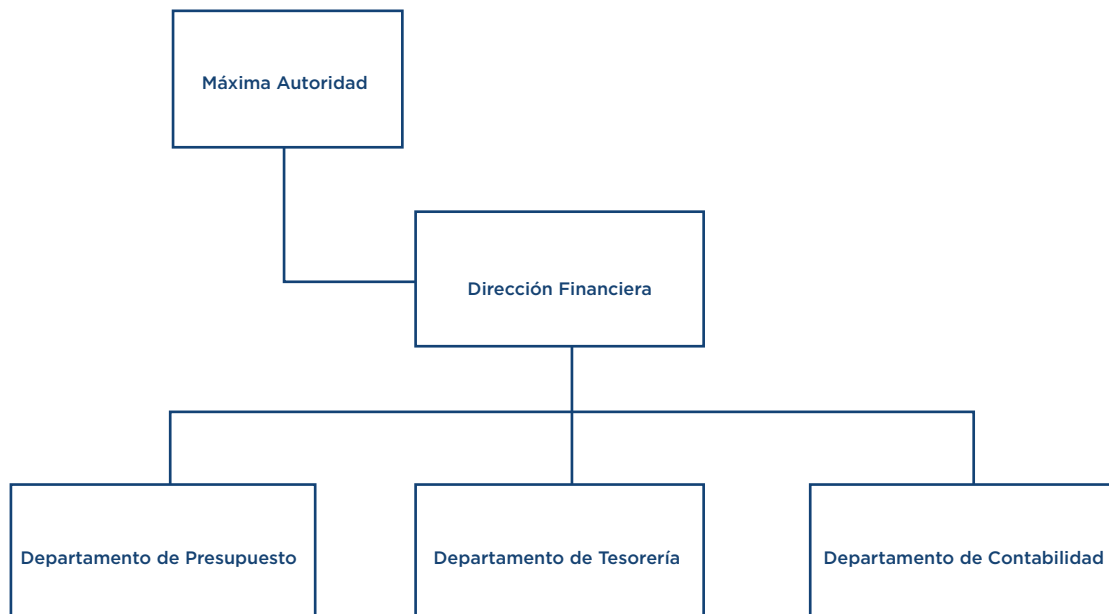 Máxima Autoridad
Dirección Financiera
Departamento de Presupuesto
Departamento de Tesorería
Departamento de Contabilidad